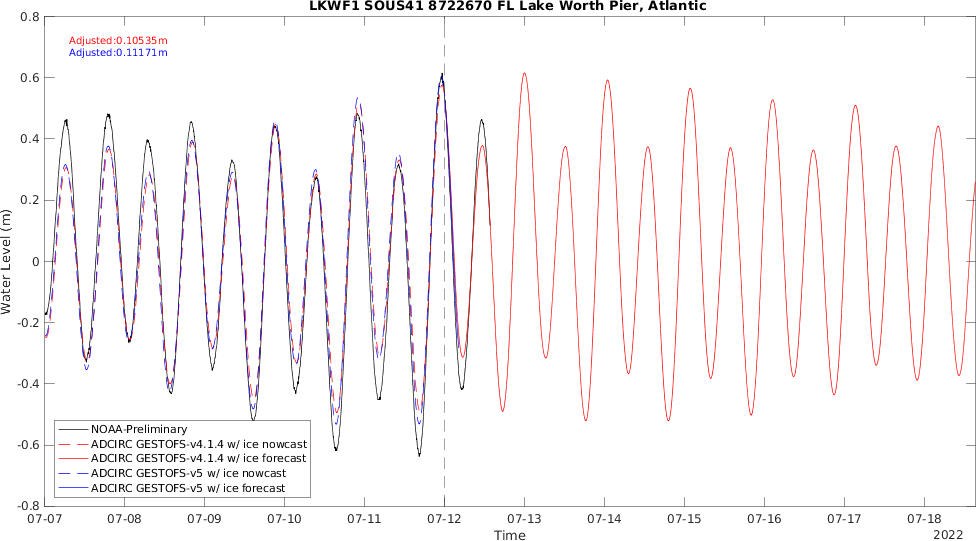 LKWF1 SOUS41 8722670 FL Lake Worth Pier, Atlantic
Adjusted:0.10535m
Adjusted:0.11171m
0.8
0.6
0.4
0.2
0
-0.2
-0.4
-0.6
-0.8
Water Level (m)
NOAA-Preliminary
ADCIRC GESTOFS-v4.1.4 w/ ice nowcast
ADCIRC GESTOFS-v4.1.4 w/ ice forecast
ADCIRC GESTOFS-v5 w/ ice nowcast
ADCIRC GESTOFS-v5 w/ ice forecast
07-07 07-08 07-09 07-10 07-11 07-12 07-13 07-14 07-15 07-16 07-17 07-18
Time
2022